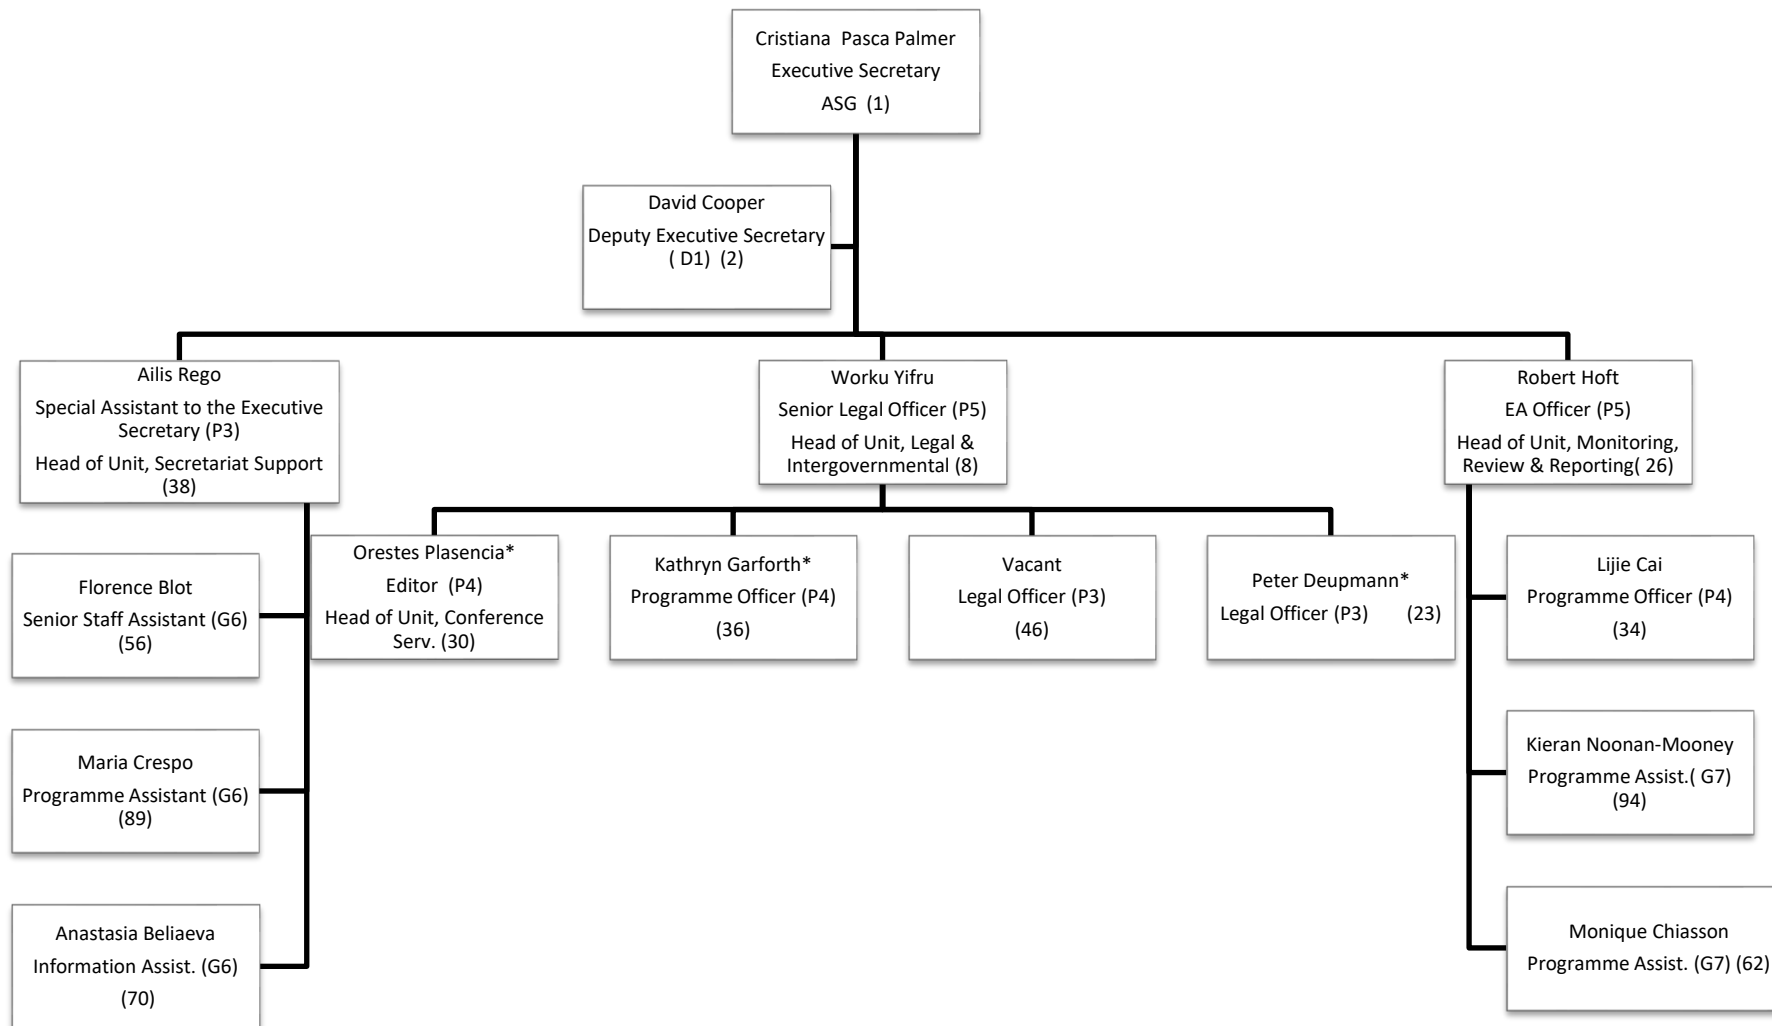 Cristiana  Pasca Palmer
Executive Secretary
ASG  (1)
David Cooper
Deputy Executive Secretary
( D1)  (2)
Ailis Rego
Special Assistant to the Executive
Secretary (P3)
Head of Unit, Secretariat Support
(38)
Worku Yifru
Senior Legal Officer (P5)
Head of Unit, Legal &
Intergovernmental (8)
Robert Hoft
EA Officer (P5)
Head of Unit, Monitoring,
Review & Reporting( 26)
Florence Blot
Senior Staff Assistant (G6)
(56)
Orestes Plasencia*
Editor  (P4)
Head of Unit, Conference
Serv. (30)
Kathryn Garforth*
Programme Officer (P4)
(36)
Vacant
Legal Officer (P3)
(46)
Peter Deupmann*
Legal Officer (P3)        (23)
Lijie Cai
Programme Officer (P4)
(34)
Maria Crespo
Programme Assistant (G6)
(89)
Kieran Noonan-Mooney
Programme Assist.( G7)
(94)
Anastasia Beliaeva
Information Assist. (G6)
(70)
Monique Chiasson
Programme Assist. (G7) (62)